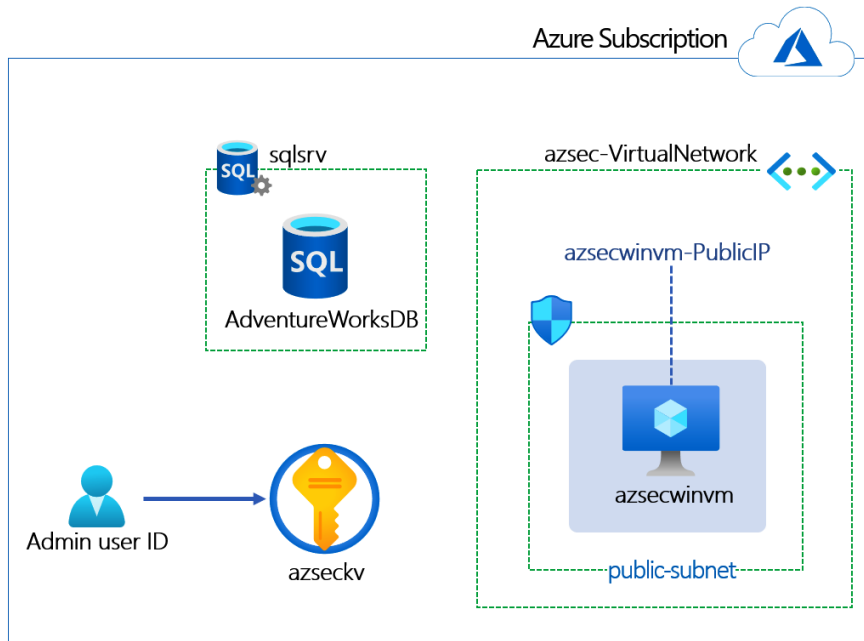 Azure Subscription
sqlsrv
SQL
SQL
AdventureWorksDB
azsec-VirtualNetwork
azsecwinvm-PublicIP
azsecwinvm
public-subnet
Admin user ID
azseckv